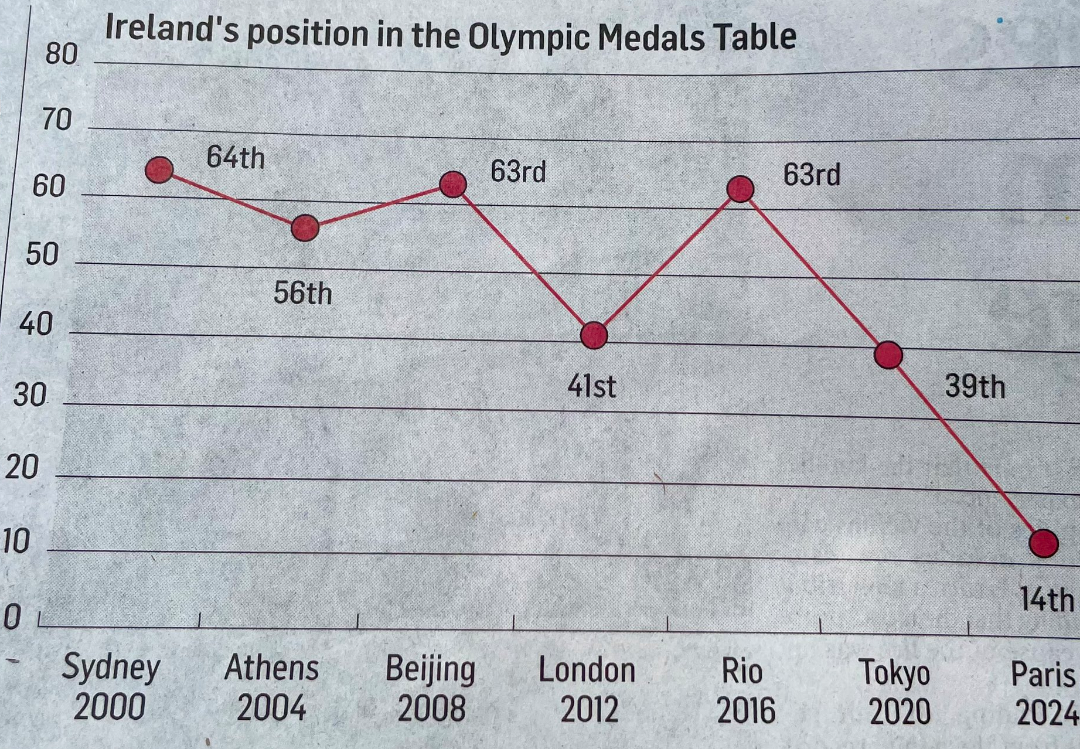 Ireland's position in the Olympic Medals Table
80
70
60
50
40
30
20
10
0
64th
56th
63rd
41st
63rd
39th
14th
Sydney
2000
Athens
2004
Beijing
2008
London
2012
Rio
2016
Tokyo
2020
Paris
2024